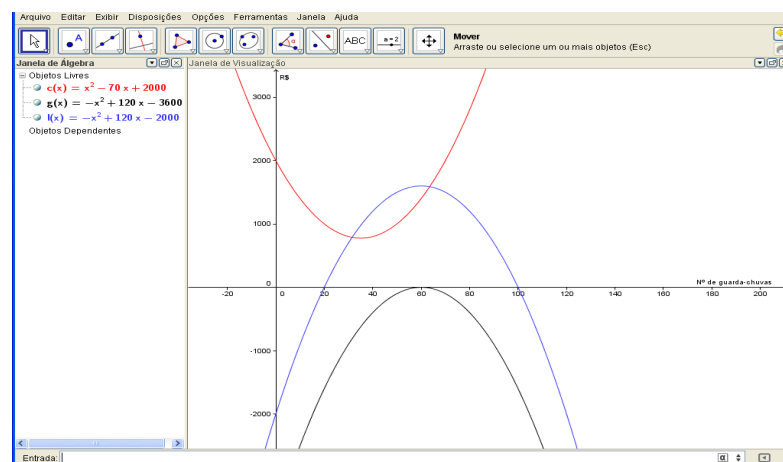 Arquivo Editar Exibir Disposições Opções Ferramentas Janela Ajuda
A
ABC
a=2
Mover
Arraste ou selecione um ou mais objetos (Esc)
Janela de Álgebra
Janela de Visualização
Objetos Livres
c(x) = x² − 70 x + 2000
g(x) = −x² + 120 x − 3600
l(x) = −x² + 120 x − 2000
Objetos Dependentes
R$
3000
2000
1000
0
-1000
-2000
Nº de guarda-chuvas
-20 0 20 40 60 80 100 120 140 160 180 200
Entrada:
α